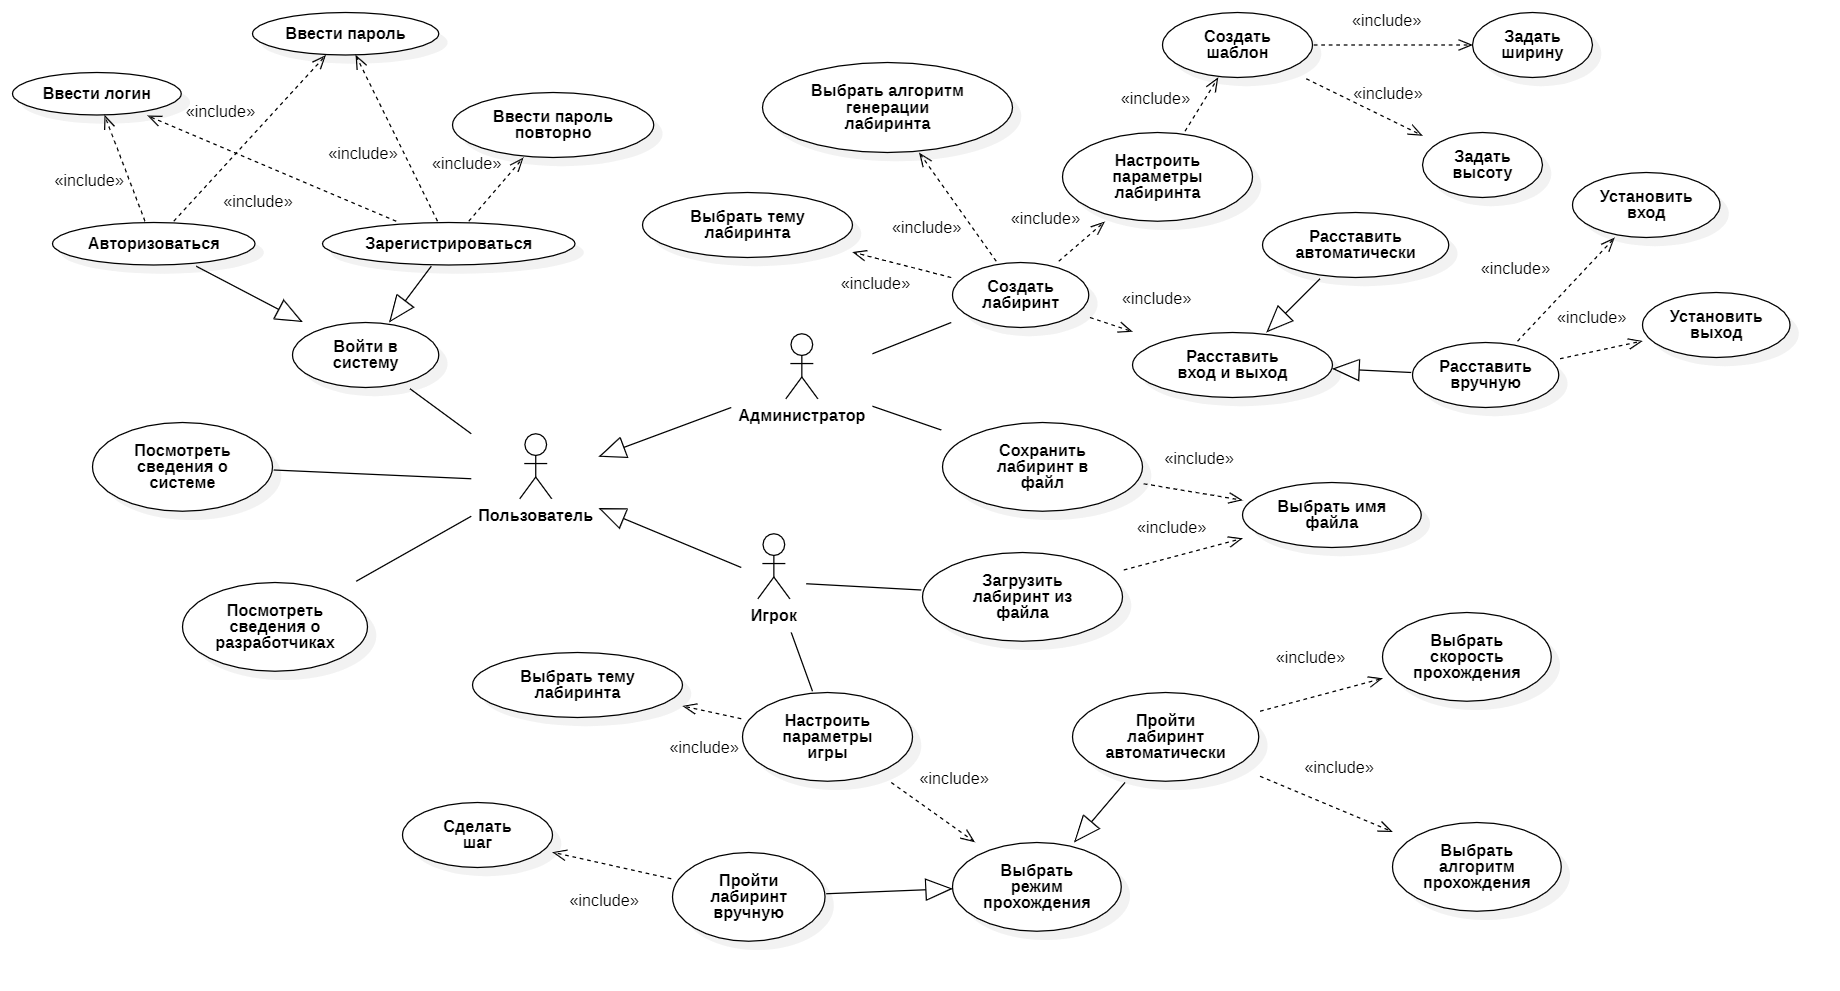 Ввести пароль
Ввести логин
«include»
Ввести пароль
повторно
«include»
«include»
«include»
«include»
Авторизоваться
Зарегистрироваться
Войти в
систему
Посмотреть
сведения о
системе
Пользователь
Посмотреть
сведения о
разработчиках
Создать
шаблон
«include»
Задать
ширину
«include»
«include»
Задать
высоту
Выбрать алгоритм
генерации
лабиринта
Настроить
параметры
лабиринта
Выбрать тему
лабиринта
«include»
«include»
«include»
Создать
лабиринт
«include»
Расставить
автоматически
Установить
вход
«include»
«include»
Установить
выход
Расставить
вход и выход
Расставить
вручную
Администратор
Сохранить
лабиринт в
файл
«include»
Выбрать имя
файла
«include»
Загрузить
лабиринт из
файла
Игрок
Выбрать тему
лабиринта
«include»
Настроить
параметры
игры
«include»
Пройти
лабиринт
автоматически
«include»
Выбрать
скорость
прохождения
«include»
Выбрать
алгоритм
прохождения
Сделать
шаг
«include»
Пройти
лабиринт
вручную
Выбрать
режим
прохождения